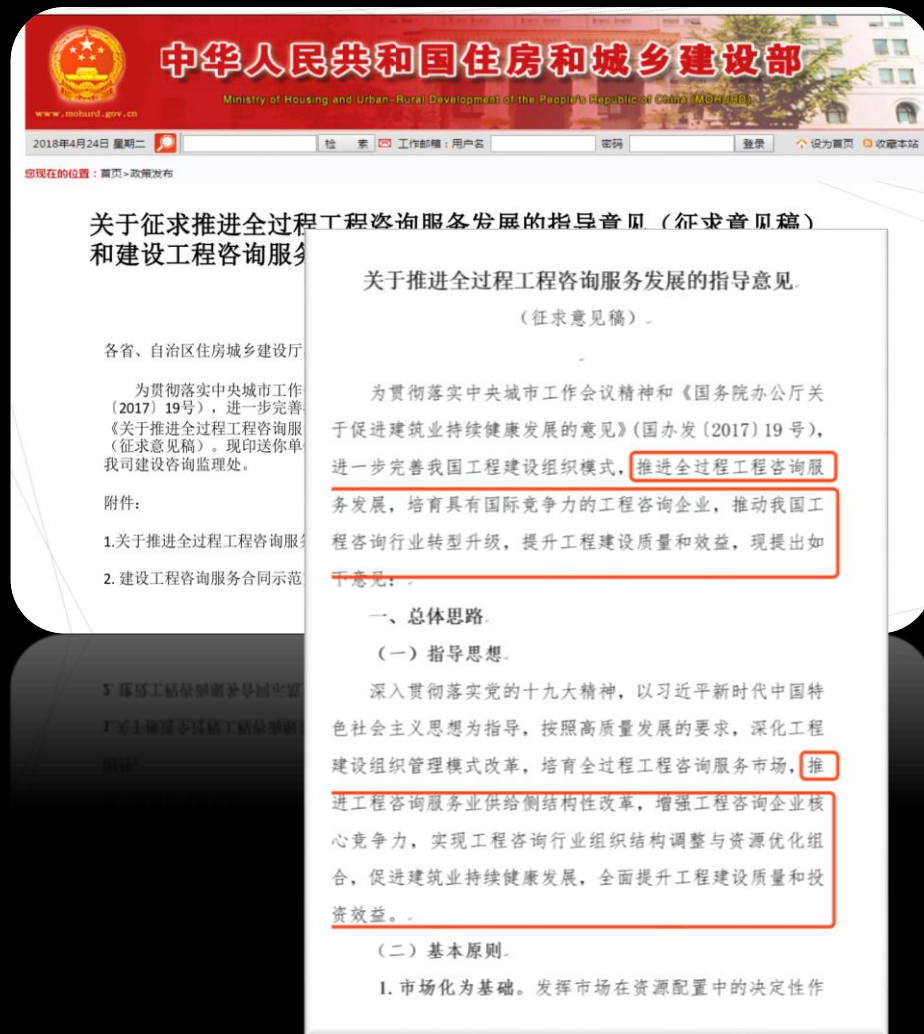 中华人民共和国住房和城乡建设部
Ministry of Housing and Urban-Rural Development of the People's Republic of China (MOHURD)
www.mohurd.gov.cn
2018年4月24日 星期二 检 索 工作邮箱：用户名 密码 登录 设为首页 收藏本站
您现在的位置：首页>政策发布
关于征求推进全过程工程咨询服务发展的指导意见（征求意见稿）
和建设工程咨询服务
各省、自治区住房城乡建设厅
为贯彻落实中央城市工作
〔2017〕19号），进一步完善
《关于推进全过程工程咨询服
（征求意见稿）。现印送你单
我司建设咨询监理处。
附件：
1.关于推进全过程工程咨询服务
2. 建设工程咨询服务合同示范
关于推进全过程工程咨询服务发展的指导意见
（征求意见稿）
为贯彻落实中央城市工作会议精神和《国务院办公厅关
于促进建筑业持续健康发展的意见》(国办发〔2017〕19 号)，
进一步完善我国工程建设组织模式，推进全过程工程咨询服
务发展，培育具有国际竞争力的工程咨询企业，推动我国工
程咨询行业转型升级，提升工程建设质量和效益，现提出如
下意见：
一、总体思路
（一）指导思想
深入贯彻落实党的十九大精神，以习近平新时代中国特
色社会主义思想为指导，按照高质量发展的要求，深化工程
建设组织管理模式改革，培育全过程工程咨询服务市场，推
进工程咨询服务业供给侧结构性改革，增强工程咨询企业核
心竞争力，实现工程咨询行业组织结构调整与资源优化组
合，促进建筑业持续健康发展，全面提升工程建设质量和投
资效益。
（二）基本原则
1. 市场化为基础。发挥市场在资源配置中的决定性作